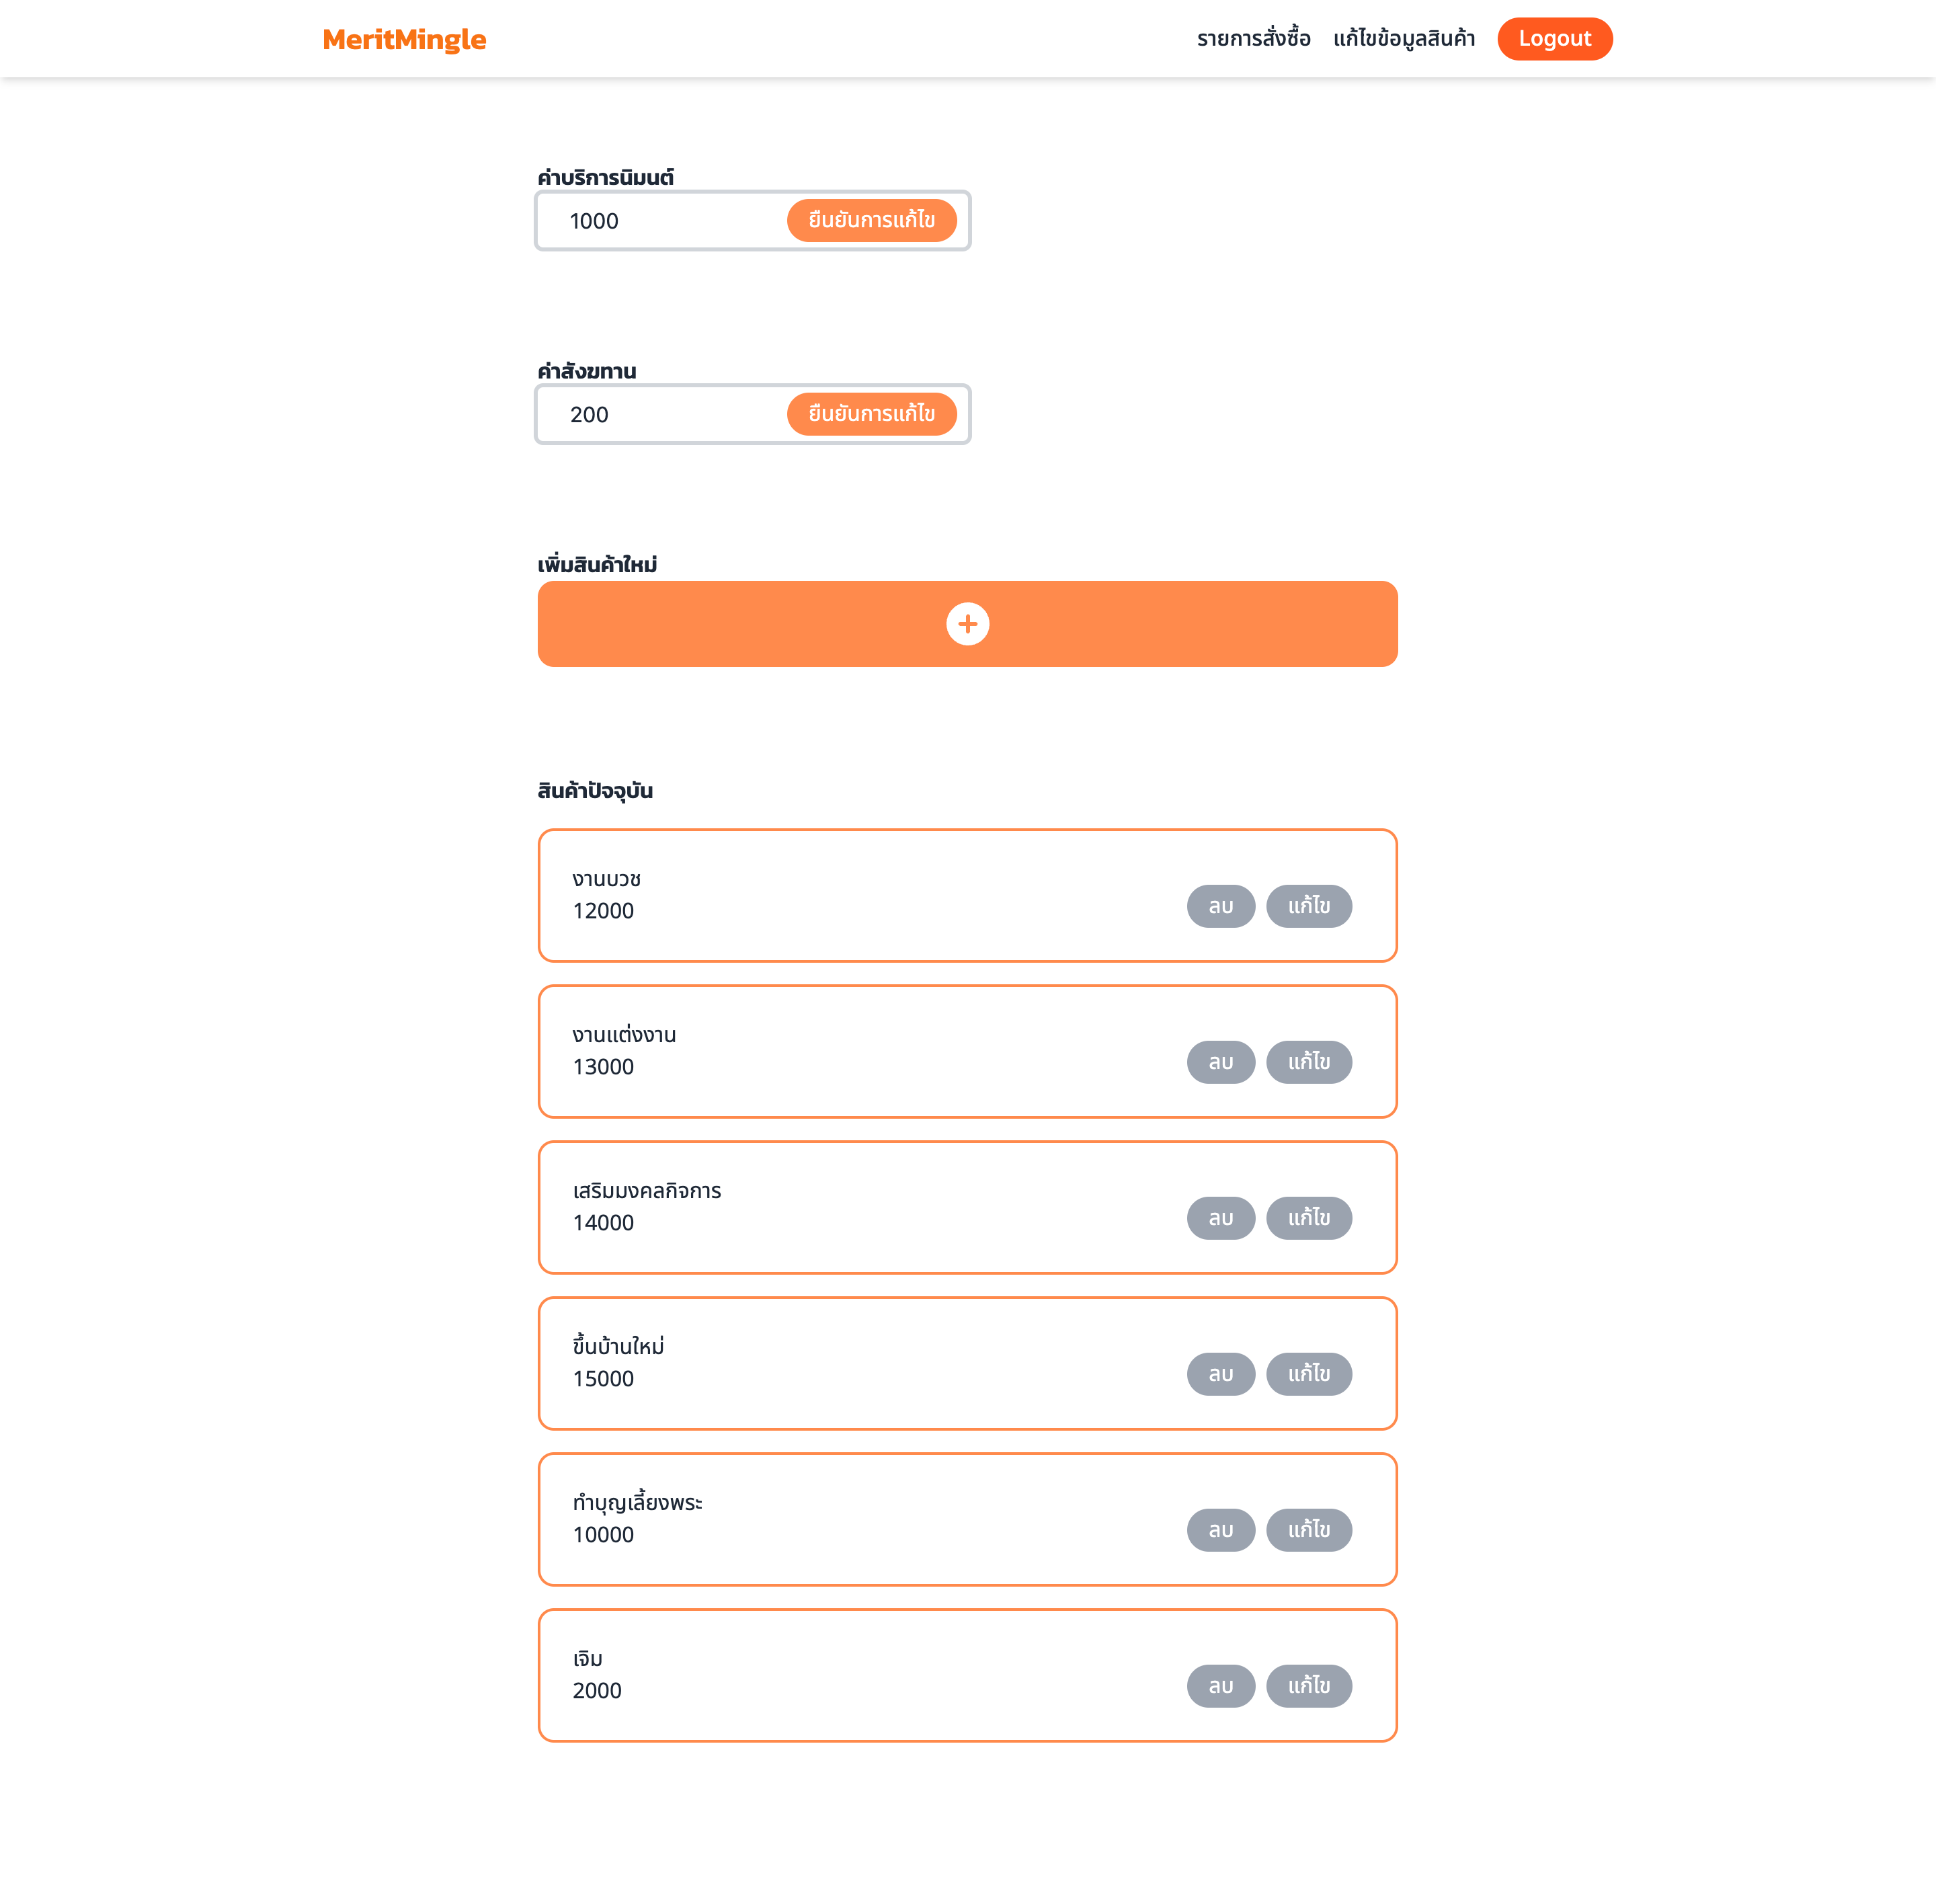 MeritMingle
รายการสั่งซื้อ แก้ไขข้อมูลสินค้า Logout
ค่าบริการนิมนต์
1000 ยืนยันการแก้ไข
ค่าสังฆทาน
200 ยืนยันการแก้ไข
เพิ่มสินค้าใหม่
สินค้าปัจจุบัน
งานบวช
12000
ลบ แก้ไข
งานแต่งงาน
13000
ลบ แก้ไข
เสริมมงคลกิจการ
14000
ลบ แก้ไข
ขึ้นบ้านใหม่
15000
ลบ แก้ไข
ทำบุญเลี้ยงพระ
10000
ลบ แก้ไข
เจิม
2000
ลบ แก้ไข